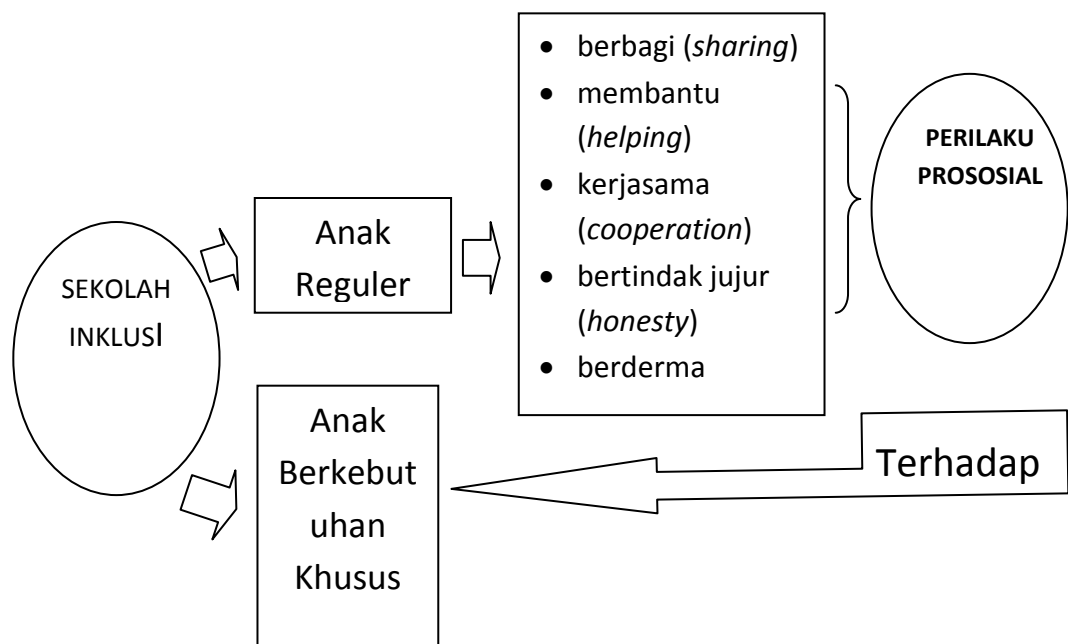 SEKOLAH
INKLUSI
Anak
Reguler
• berbagi (sharing)
• membantu
(helping)
• kerjasama
(cooperation)
• bertindak jujur
(honesty)
• berderma
PERILAKU
PROSOSIAL
Anak
Berkebut
uhan
Khusus
Terhadap